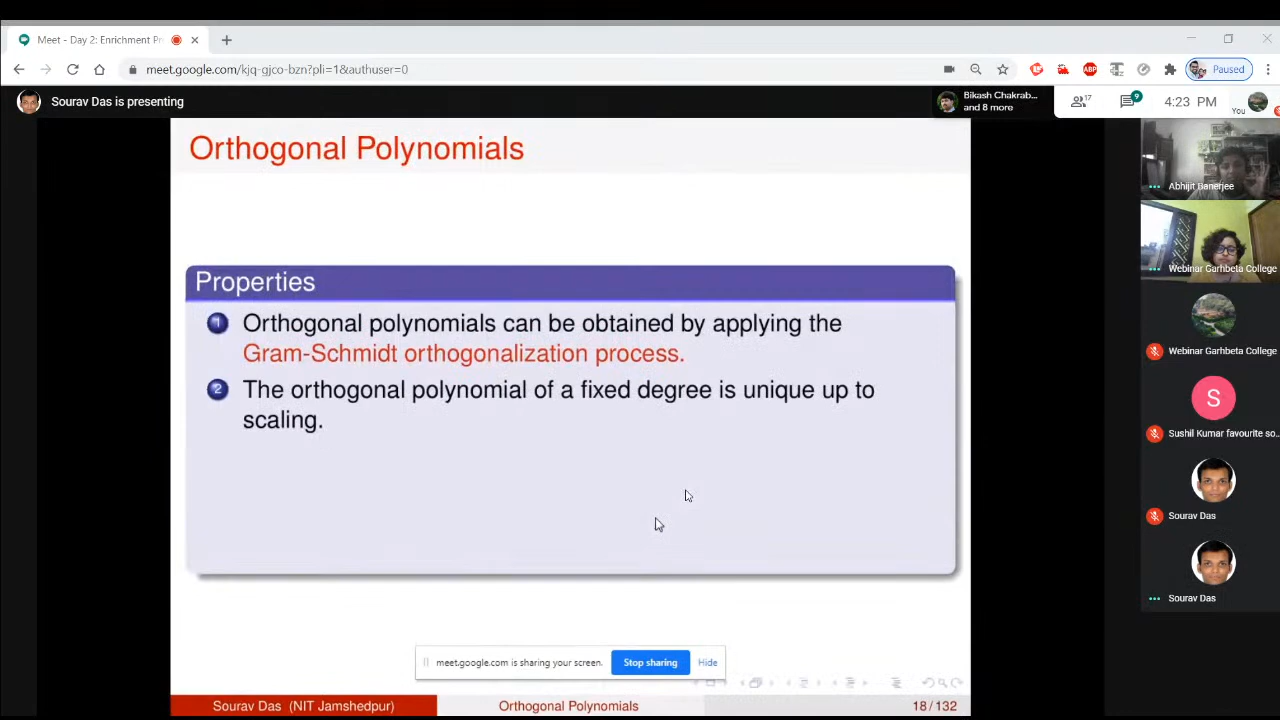 Meet - Day 2: Enrichment Pr
meet.google.com/kjq-gjco-bzn?pli=1&authuser=0
ABP
Paused
Sourav Das is presenting
Bikash Chakrab...
and 8 more
17
9
4:23 PM
You
Orthogonal Polynomials
Abhijit Banerjee
Webinar Garhbeta College
Properties
1 Orthogonal polynomials can be obtained by applying the
Gram-Schmidt orthogonalization process.
2 The orthogonal polynomial of a fixed degree is unique up to
scaling.
Webinar Garhbeta College
S
Sushil Kumar favourite so...
Sourav Das
Sourav Das
meet.google.com is sharing your screen.
Stop sharing
Hide
Sourav Das (NIT Jamshedpur)
Orthogonal Polynomials
18 / 132